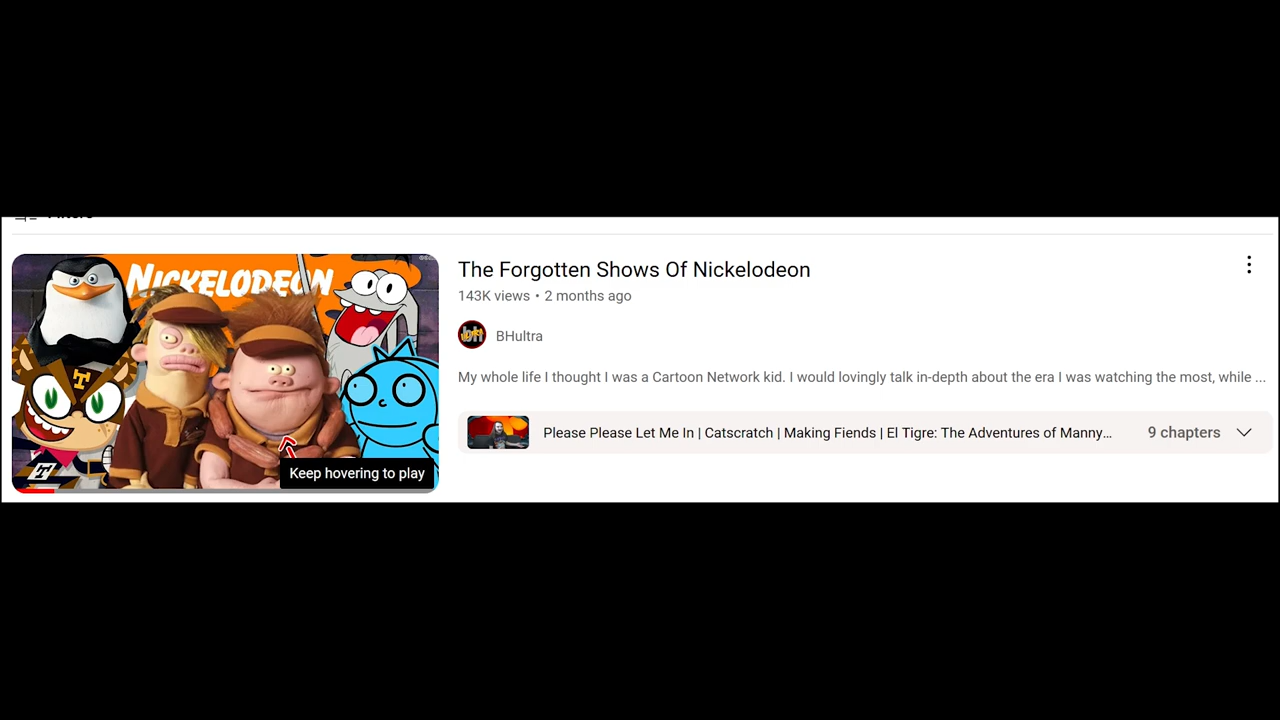 Filters
NICKELODEON
T
T
Keep hovering to play
The Forgotten Shows Of Nickelodeon
143K views • 2 months ago
BHultra
My whole life I thought I was a Cartoon Network kid. I would lovingly talk in-depth about the era I was watching the most, while ...
Please Please Let Me In | Catscratch | Making Fiends | El Tigre: The Adventures of Manny...
9 chapters